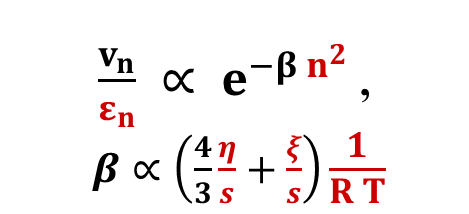 vₙ/εₙ ∝ e^(−β n²) ,
β ∝ (4/3 η/s + ξ/s) 1/(R T)